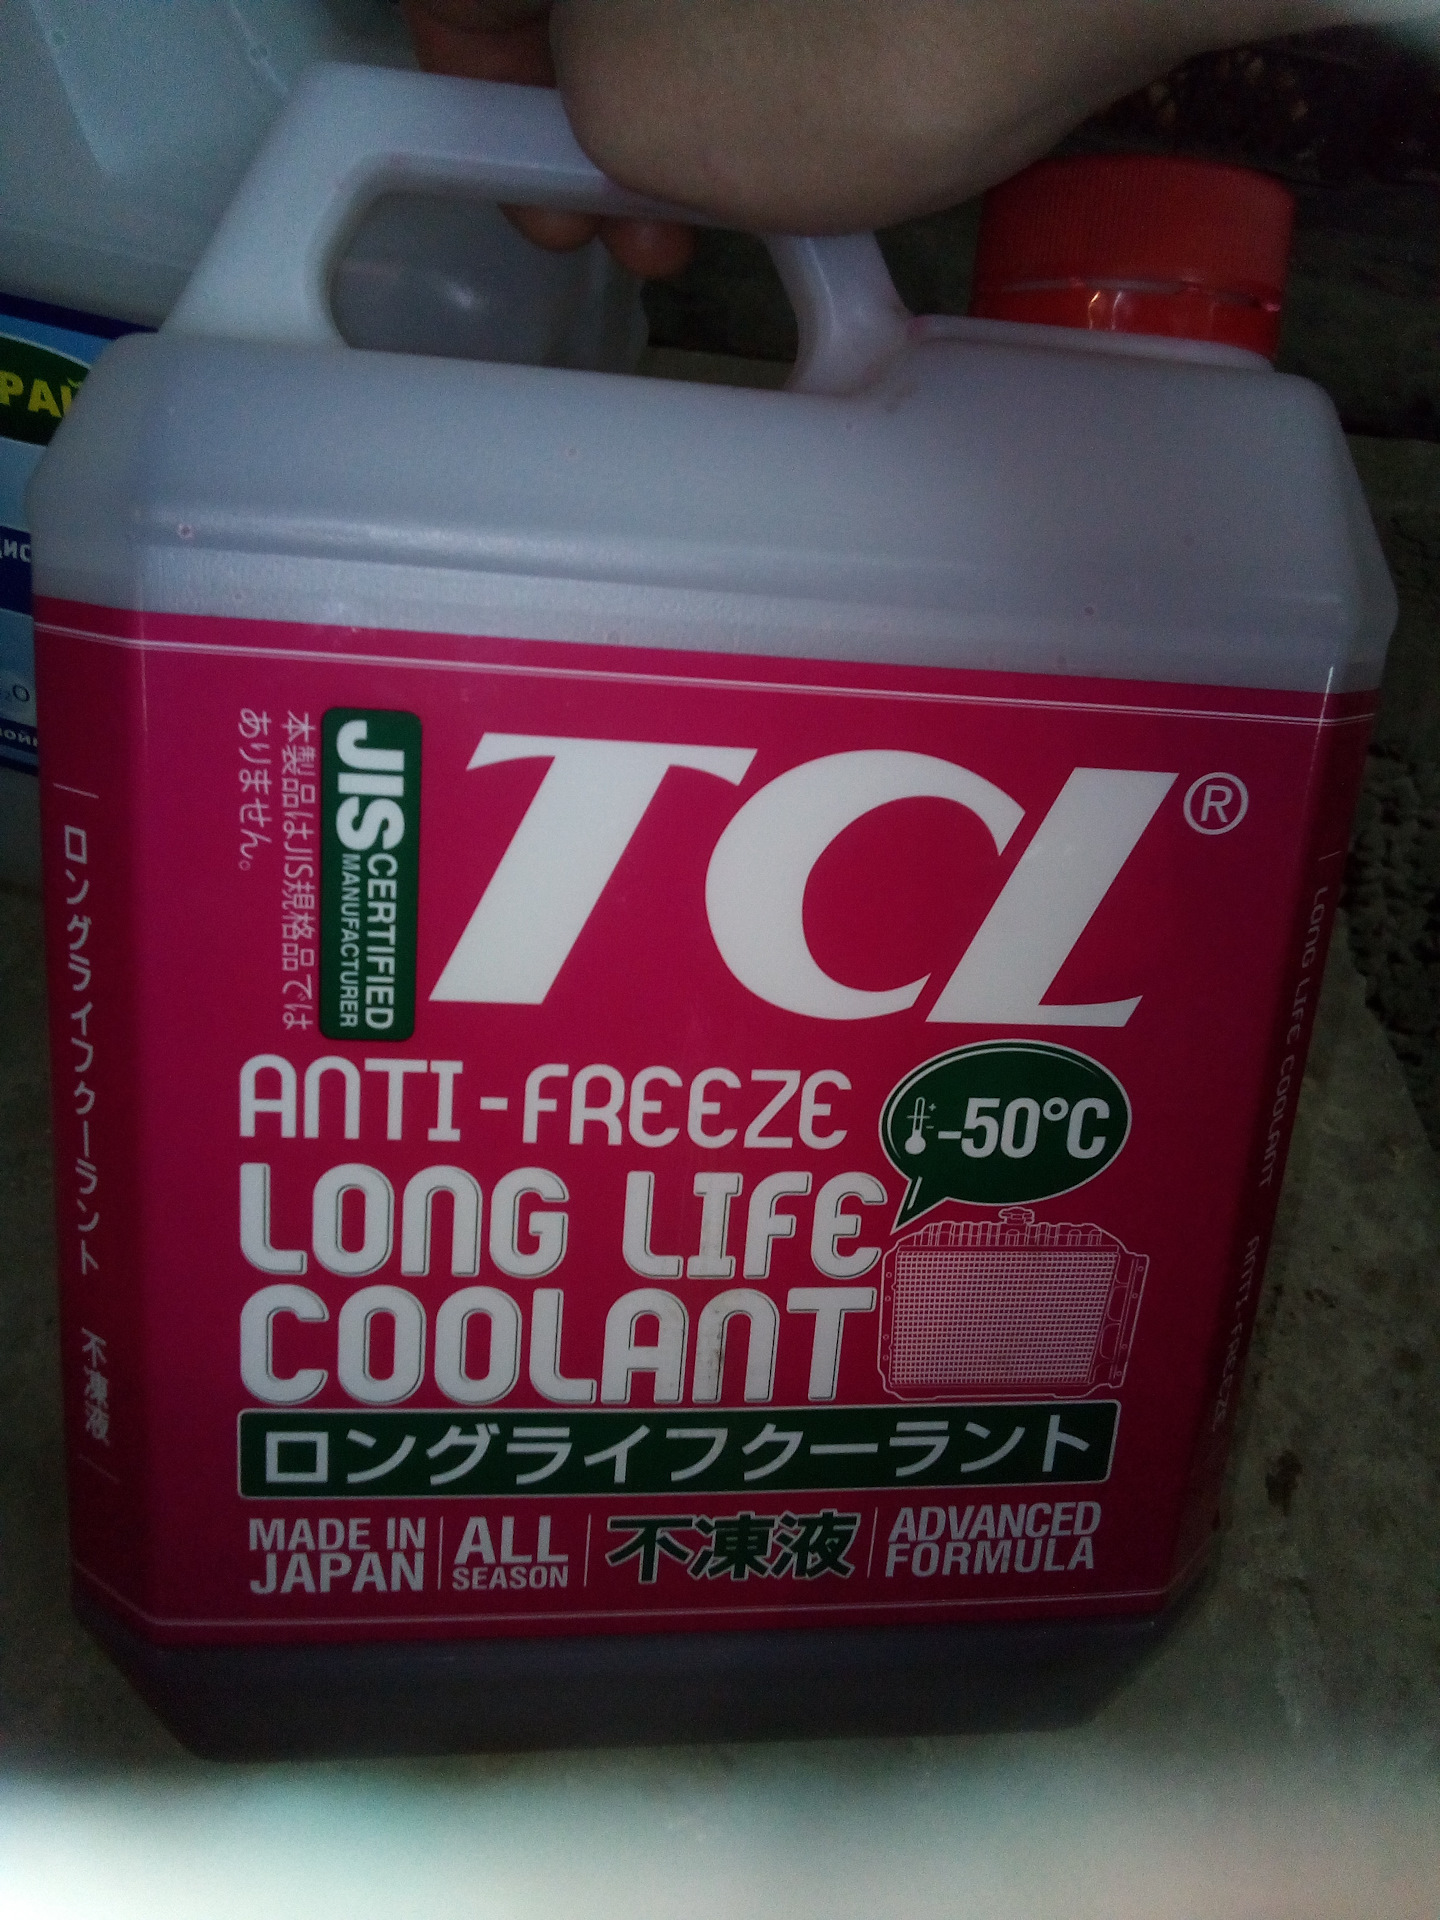 TCL®
JIS CERTIFIED
MANUFACTURER
本製品はJIS規格品では
ありません。
ANTI-FREEZE
-50°C
LONG LIFE
COOLANT
ロングライフクーラント
MADE IN
JAPAN
ALL
SEASON
不凍液
ADVANCED
FORMULA
ロングライフクーラント 不凍液
LONG LIFE COOLANT ANTI-FREEZE